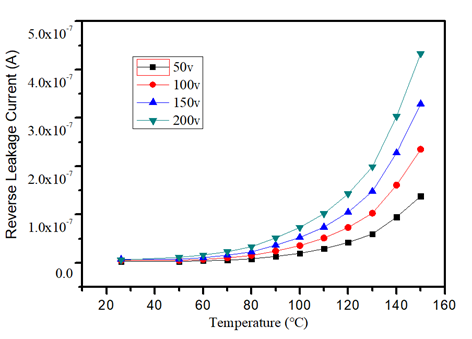 5.0x10⁻⁷
4.0x10⁻⁷
3.0x10⁻⁷
2.0x10⁻⁷
1.0x10⁻⁷
0.0
Reverse Leakage Current (A)
50v
100v
150v
200v
20 40 60 80 100 120 140 160
Temperature (°C)